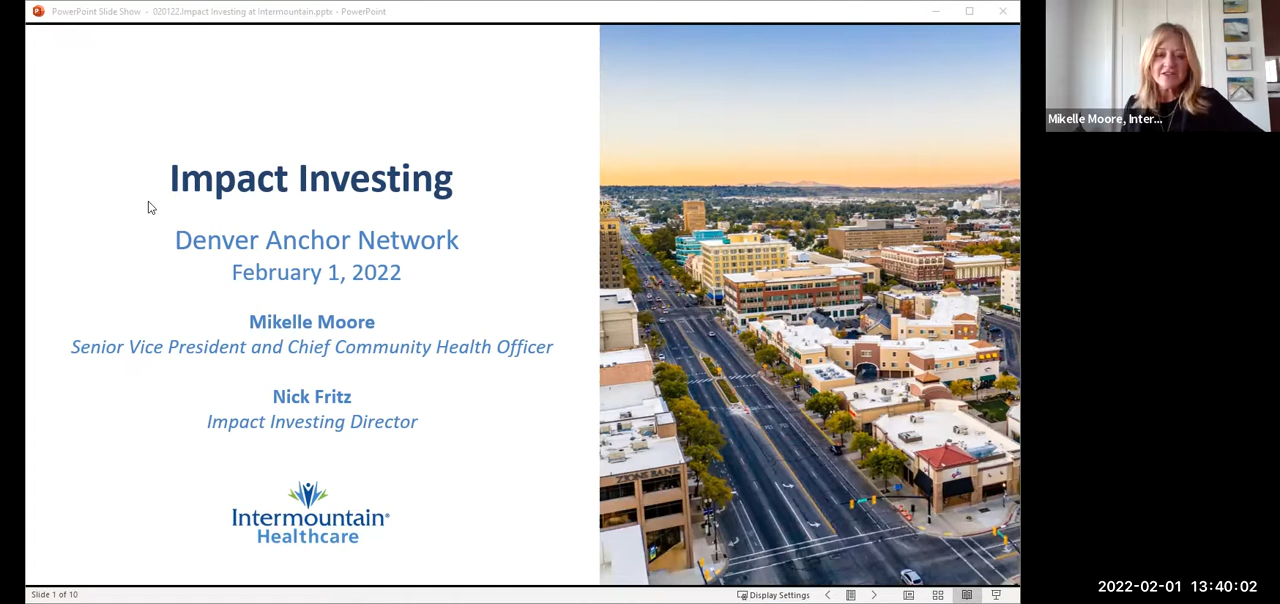 PowerPoint Slide Show - 020122.Impact Investing at Intermountain.pptx - PowerPoint
Impact Investing
Denver Anchor Network
February 1, 2022
Mikelle Moore
Senior Vice President and Chief Community Health Officer
Nick Fritz
Impact Investing Director
Intermountain®
Healthcare
ZIONS BANK
Mikelle Moore, Inter...
Slide 1 of 10
Display Settings
2022-02-01 13:40:02